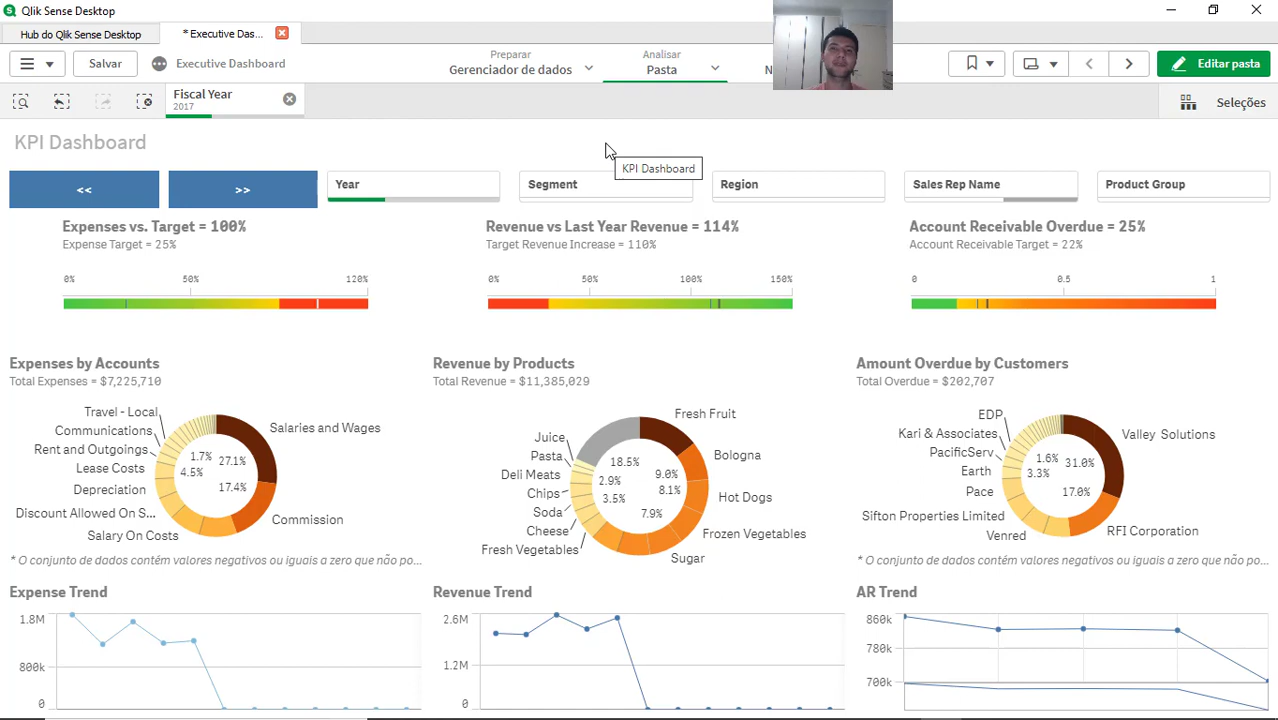 Qlik Sense Desktop
Hub do Qlik Sense Desktop
* Executive Das...
Salvar
Executive Dashboard
Preparar
Gerenciador de dados
Analisar
Pasta
N
Editar pasta
Fiscal Year
2017
Seleções
KPI Dashboard
KPI Dashboard
<<
>>
Year
Segment
Region
Sales Rep Name
Product Group
Expenses vs. Target = 100%
Expense Target = 25%
0%
50%
120%
Revenue vs Last Year Revenue = 114%
Target Revenue Increase = 110%
0%
50%
100%
150%
Account Receivable Overdue = 25%
Account Receivable Target = 22%
0
0.5
1
Expenses by Accounts
Total Expenses = $7,225,710
Travel - Local
Communications
Rent and Outgoings
Lease Costs
Depreciation
Discount Allowed On S...
Salary On Costs
Salaries and Wages
Commission
1.7%
27.1%
4.5%
17.4%
* O conjunto de dados contém valores negativos ou iguais a zero que não po...
Revenue by Products
Total Revenue = $11,385,029
Fresh Fruit
Juice
Pasta
Deli Meats
Chips
Soda
Cheese
Fresh Vegetables
Bologna
Hot Dogs
Frozen Vegetables
Sugar
18.5%
9.0%
2.9%
8.1%
3.5%
7.9%
Amount Overdue by Customers
Total Overdue = $202,707
EDP
Kari & Associates
PacificServ
Earth
Pace
Sifton Properties Limited
Venred
Valley Solutions
RFI Corporation
1.6%
31.0%
3.3%
17.0%
* O conjunto de dados contém valores negativos ou iguais a zero que não po...
Expense Trend
1.8M
800k
0
Revenue Trend
2.6M
1.2M
0
AR Trend
860k
780k
700k